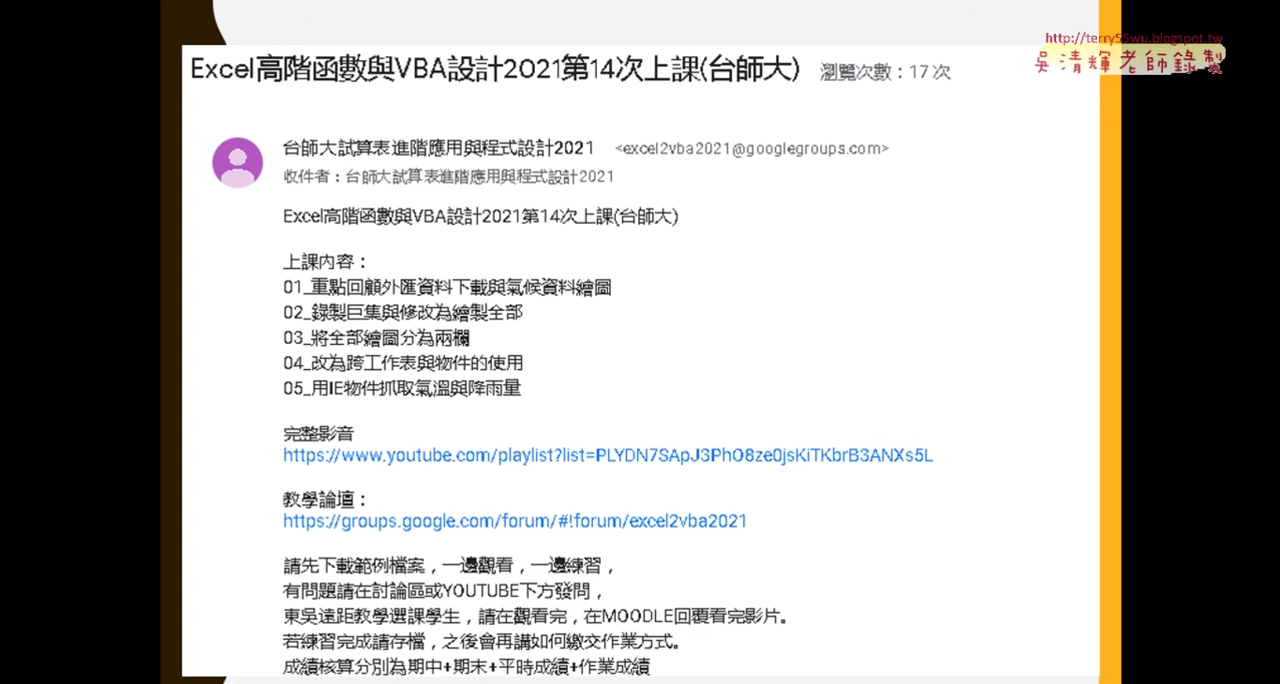 http://terry55wu.blogspot.tw
吳清輝老師錄製
Excel高階函數與VBA設計2021第14次上課(台師大) 瀏覽次數：17 次
台師大試算表進階應用與程式設計2021 <excel2vba2021@googlegroups.com>
收件者：台師大試算表進階應用與程式設計2021
Excel高階函數與VBA設計2021第14次上課(台師大)
上課內容：
01_重點回顧外匯資料下載與氣候資料繪圖
02_錄製巨集與修改為繪製全部
03_將全部繪圖分為兩欄
04_改為跨工作表與物件的使用
05_用IE物件抓取氣溫與降雨量
完整影音
https://www.youtube.com/playlist?list=PLYDN7SApJ3PhO8ze0jsKiTKbrB3ANXs5L
教學論壇：
https://groups.google.com/forum/#!forum/excel2vba2021
請先下載範例檔案，一邊觀看，一邊練習，
有問題請在討論區或YOUTUBE下方發問，
東吳遠距教學選課學生，請在觀看完，在MOODLE回覆看完影片。
若練習完成請存檔，之後會再講如何繳交作業方式。
成績核算分別為期中+期末+平時成績+作業成績